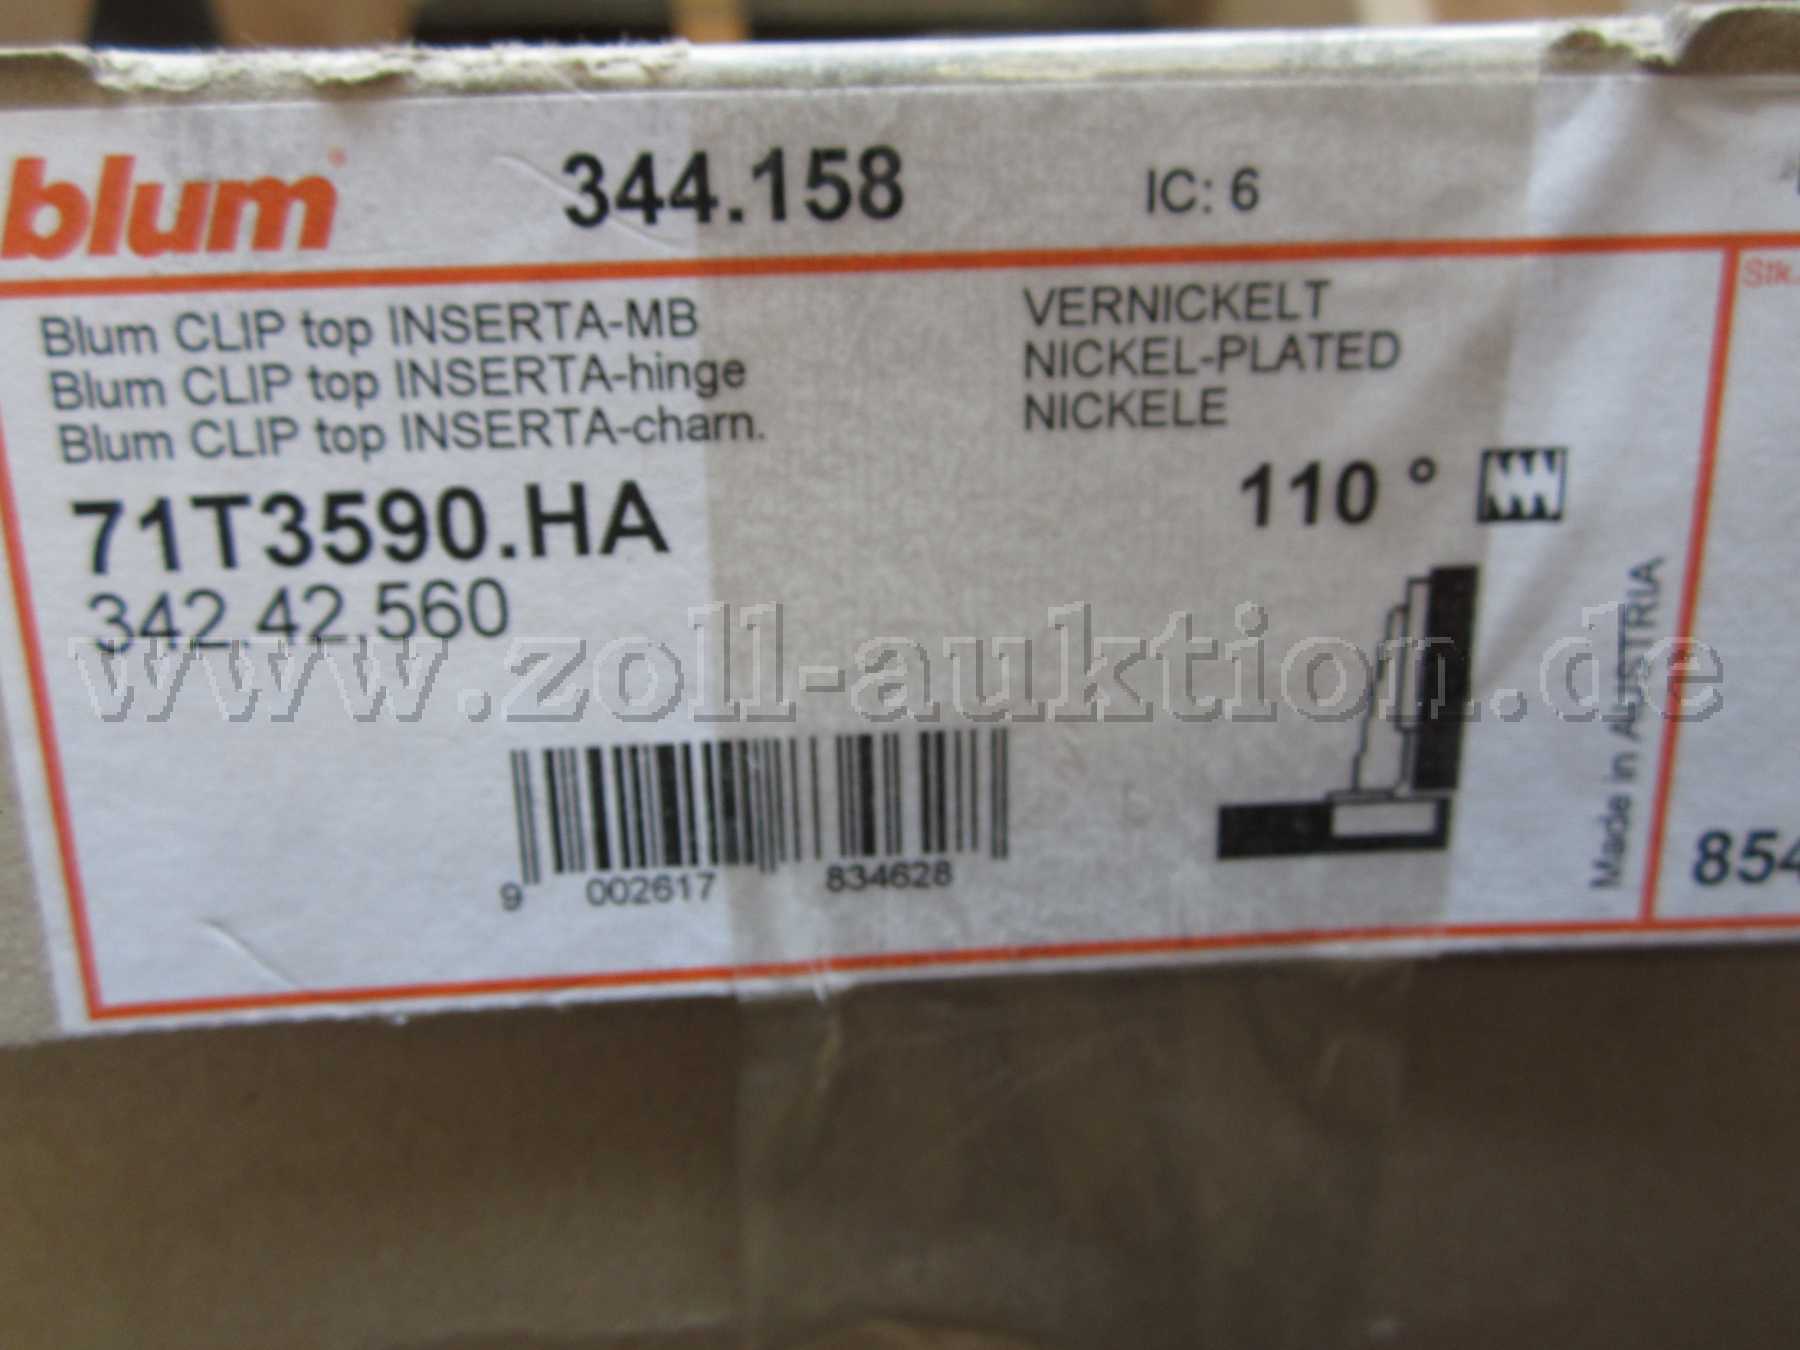 blum®
344.158
IC: 6
Blum CLIP top INSERTA-MB
Blum CLIP top INSERTA-hinge
Blum CLIP top INSERTA-charn.
VERNICKELT
NICKEL-PLATED
NICKELE
71T3590.HA
342.42.560
110 °
www.zoll-auktion.de
Made in AUSTRIA
9 002617 834628
Stk.
854